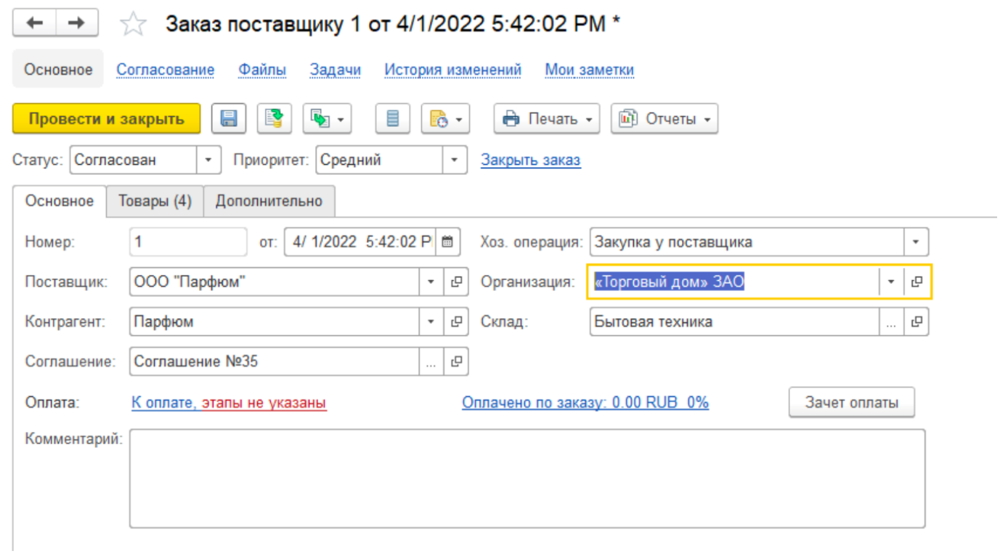 Заказ поставщику 1 от 4/1/2022 5:42:02 PM *
Основное Согласование Файлы Задачи История изменений Мои заметки
Провести и закрыть Печать Отчеты
Статус: Согласован Приоритет: Средний Закрыть заказ
Основное Товары (4) Дополнительно
Номер: 1 от: 4/ 1/2022 5:42:02 P Хоз. операция: Закупка у поставщика
Поставщик: ООО "Парфюм" Организация: «Торговый дом» ЗАО
Контрагент: Парфюм Склад: Бытовая техника ...
Соглашение: Соглашение №35 ...
Оплата: К оплате, этапы не указаны Оплачено по заказу: 0.00 RUB 0% Зачет оплаты
Комментарий: